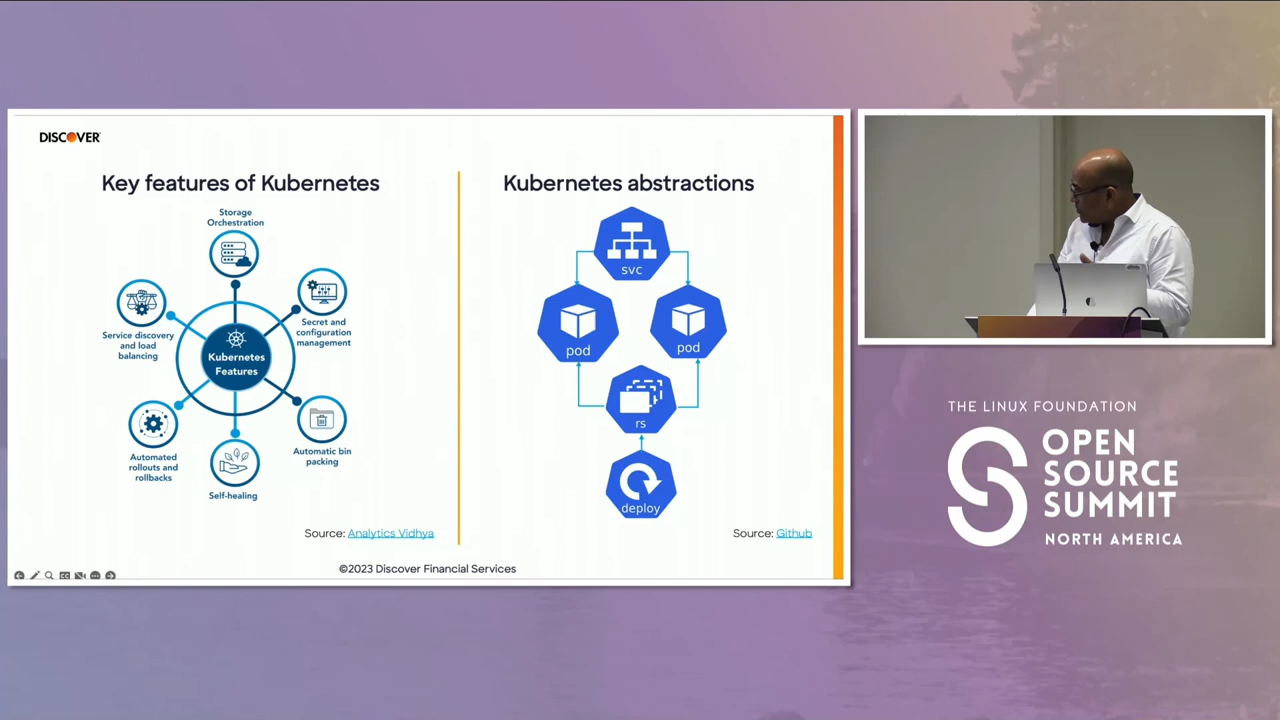 DISCOVER
Key features of Kubernetes
Storage
Orchestration
Secret and
configuration
management
Service discovery
and load
balancing
Kubernetes
Features
Automated
rollouts and
rollbacks
Self-healing
Automatic bin
packing
Source: Analytics Vidhya
Kubernetes abstractions
svc
pod
pod
rs
deploy
Source: Github
©2023 Discover Financial Services
THE LINUX FOUNDATION
OPEN
SOURCE
SUMMIT
NORTH AMERICA